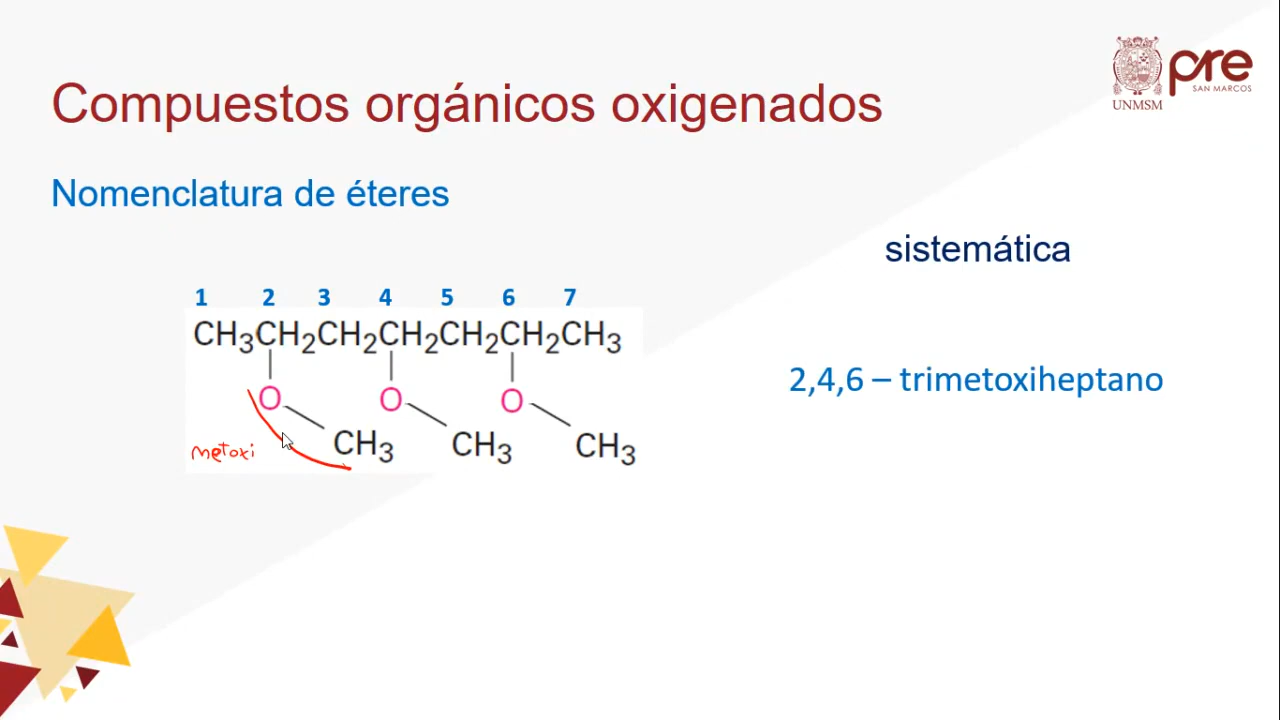 pre
SAN MARCOS
UNMSM
Compuestos orgánicos oxigenados
Nomenclatura de éteres
sistemática
1 2 3 4 5 6 7
CH₃CH₂CH₂CH₂CH₂CH₂CH₃
O O O
CH₃ CH₃ CH₃
metoxi
2,4,6 – trimetoxiheptano